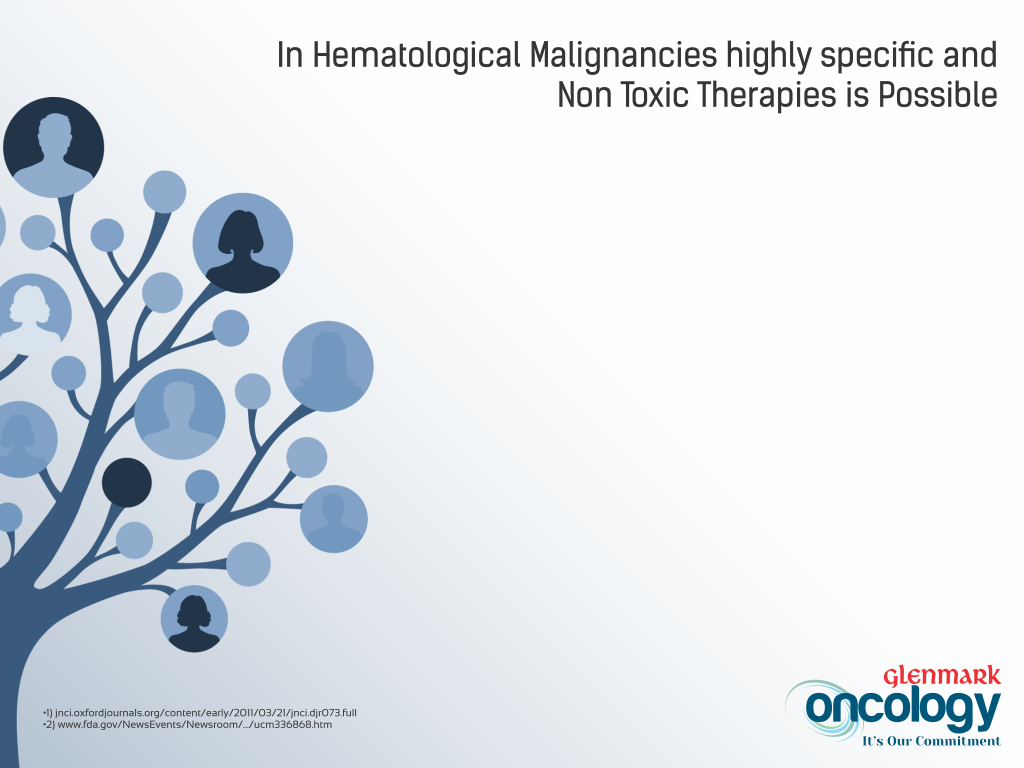 In Hematological Malignancies highly specific and
Non Toxic Therapies is Possible
•1) jnci.oxfordjournals.org/content/early/2011/03/21/jnci.djr073.full
•2) www.fda.gov/NewsEvents/Newsroom/.../ucm336868.htm
glenmark
oncology
It's Our Commitment